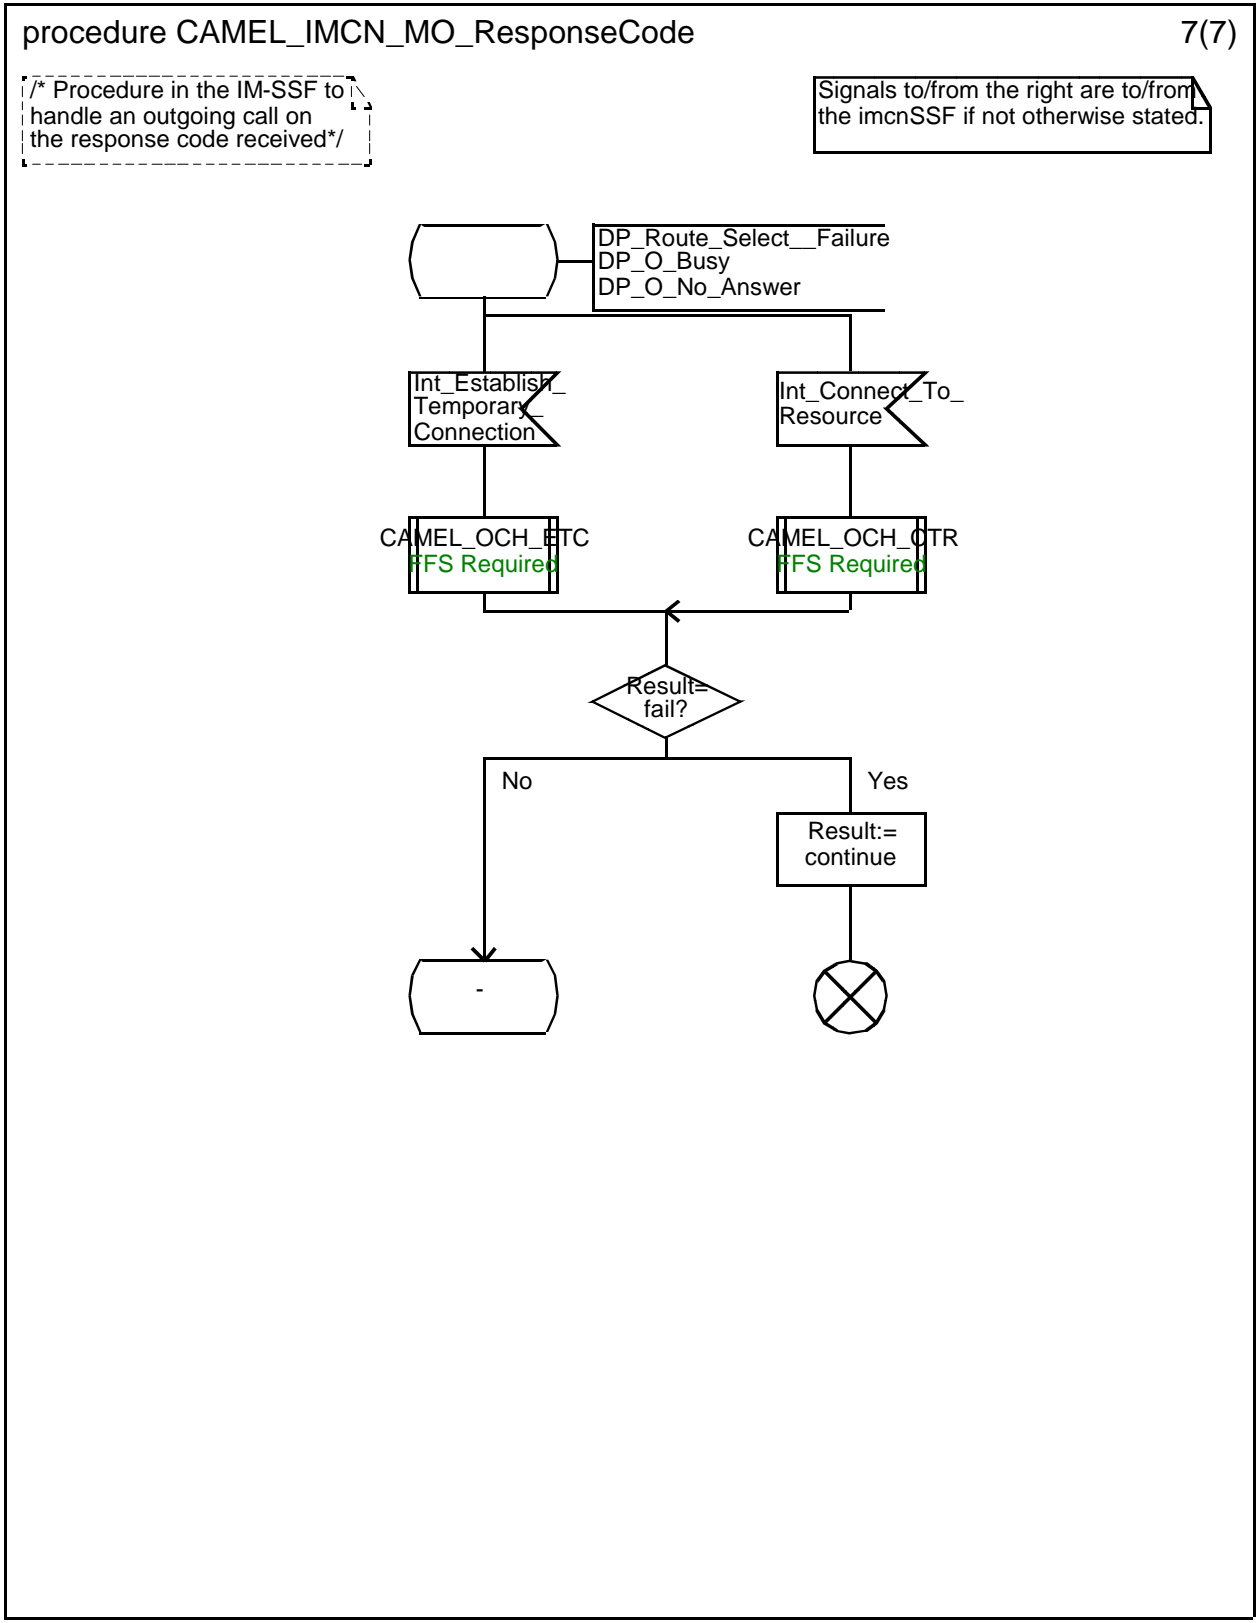 procedure CAMEL_IMCN_MO_ResponseCode
7(7)
/* Procedure in the IM-SSF to
handle an outgoing call on
the response code received*/
Signals to/from the right are to/from
the imcnSSF if not otherwise stated.
DP_Route_Select__Failure
DP_O_Busy
DP_O_No_Answer
Int_Establish_
Temporary_
Connection
Int_Connect_To_
Resource
CAMEL_OCH_ETC
FFS Required
CAMEL_OCH_CTR
FFS Required
Result=
fail?
No
Yes
Result:=
continue
-